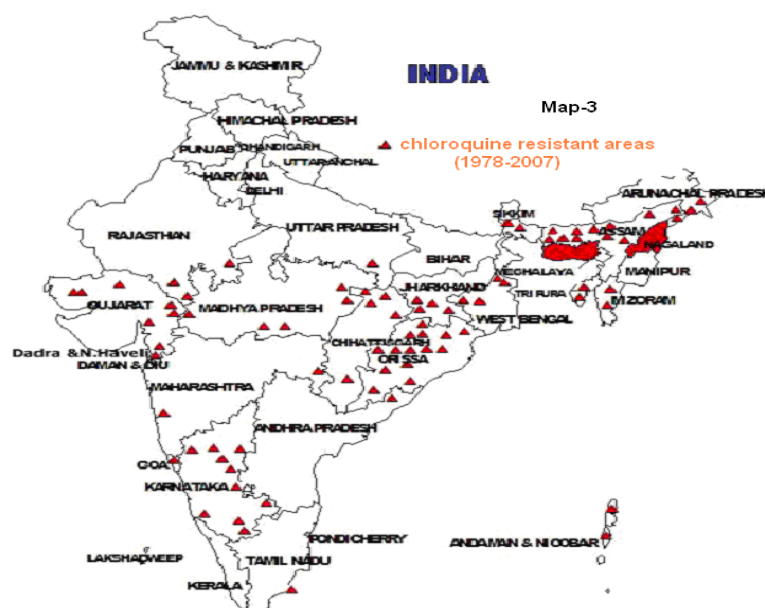 JAMMU & KASHMIR
INDIA
Map-3
HIMACHAL PRADESH
chloroquine resistant areas
(1978-2007)
PUNJAB
CHANDIGARH
UTTARANCHAL
HARYANA
DELHI
ARUNACHAL PRADESH
SIKKIM
RAJASTHAN
UTTAR PRADESH
ASSAM
NAGALAND
BIHAR
MEGHALAYA
MANIPUR
JHARKHAND
GUJARAT
MADHYA PRADESH
TRIPURA
MIZORAM
WEST BENGAL
CHHATTISGARH
Dadra &N.Haveli
ORISSA
DAMAN & DIU
MAHARASHTRA
ANDHRA PRADESH
GOA
KARNATAKA
PONDICHERRY
ANDAMAN & NICOBAR
LAKSHADWEEP
TAMIL NADU
KERALA